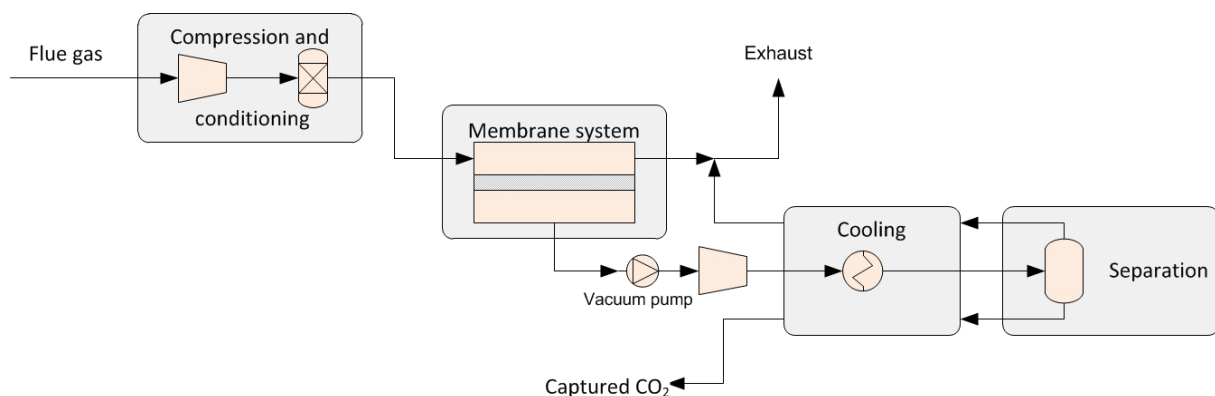 Flue gas
Compression and
conditioning
Exhaust
Membrane system
Cooling
Separation
Vacuum pump
Captured CO₂